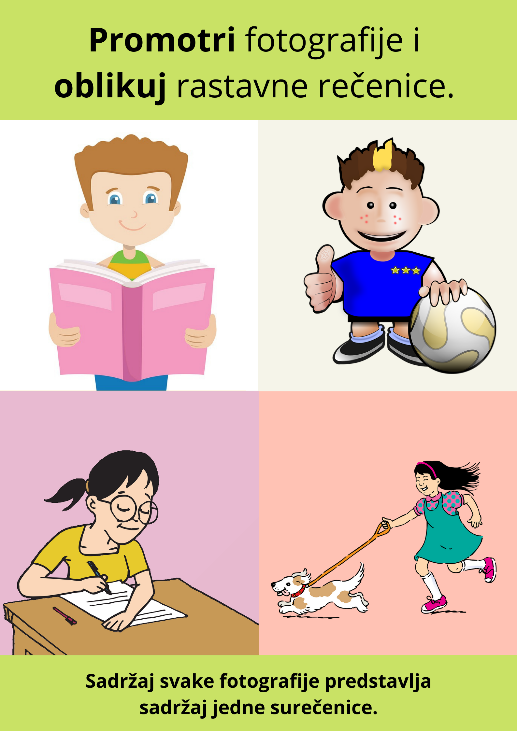 Promotri fotografije i
oblikuj rastavne rečenice.
Sadržaj svake fotografije predstavlja
sadržaj jedne surečenice.